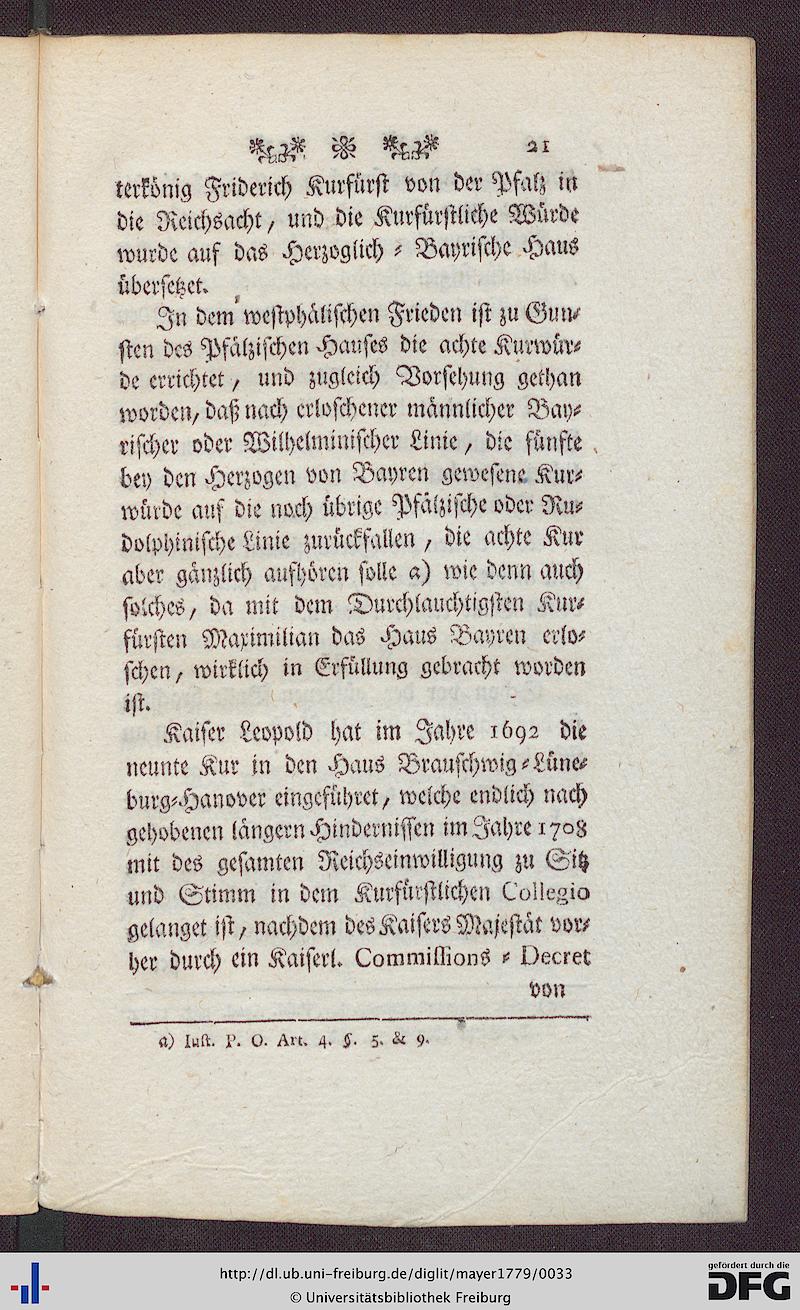 21
terkönig Friderich Kurfürst von der Pfalz in
die Reichsacht, und die Kurfürstliche Würde
wurde auf das Herzoglich-Bayrische Haus
übersetzet.
In dem westphälischen Frieden ist zu Gun-
sten des Pfälzischen Hauses die achte Kurwür-
de errichtet, und zugleich Vorsehung gethan
worden, daß nach erloschener männlicher Bay-
rischer oder Wilhelminischer Linie, die fünfte
bey den Herzogen von Bayren gewesene Kur-
würde auf die noch übrige Pfälzische oder Ru-
dolphinische Linie zurückfallen, die achte Kur
aber gänzlich aufhören solle a) wie denn auch
solches, da mit dem Durchlauchtigsten Kur-
fürsten Maximilian das Haus Bayren erlo-
schen, wirklich in Erfüllung gebracht worden
ist.
Kaiser Leopold hat im Jahre 1692 die
neunte Kur in den Haus Brauschwig-Lüne-
burg-Hanover eingeführet, welche endlich nach
gehobenen längern Hindernissen im Jahre 1708
mit des gesamten Reichseinwilligung zu Sitz
und Stimm in dem Kurfürstlichen Collegio
gelanget ist, nachdem des Kaisers Majestät vor-
her durch ein Kaiserl. Commissions-Decret
von
a) Inst. P. O. Art. 4. §. 5. & 9.
http://dl.ub.uni-freiburg.de/diglit/mayer1779/0033
© Universitätsbibliothek Freiburg
gefördert durch die
DFG